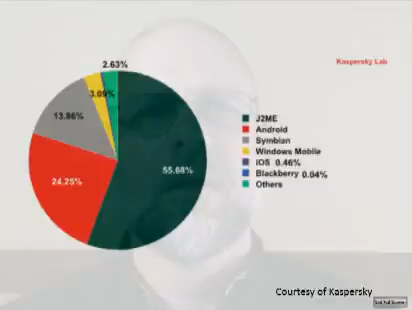 2.63%
Kaspersky Lab
3.09%
13.86%
24.25%
55.68%
J2ME
Android
Symbian
Windows Mobile
iOS 0.46%
Blackberry 0.04%
Others
Courtesy of Kaspersky